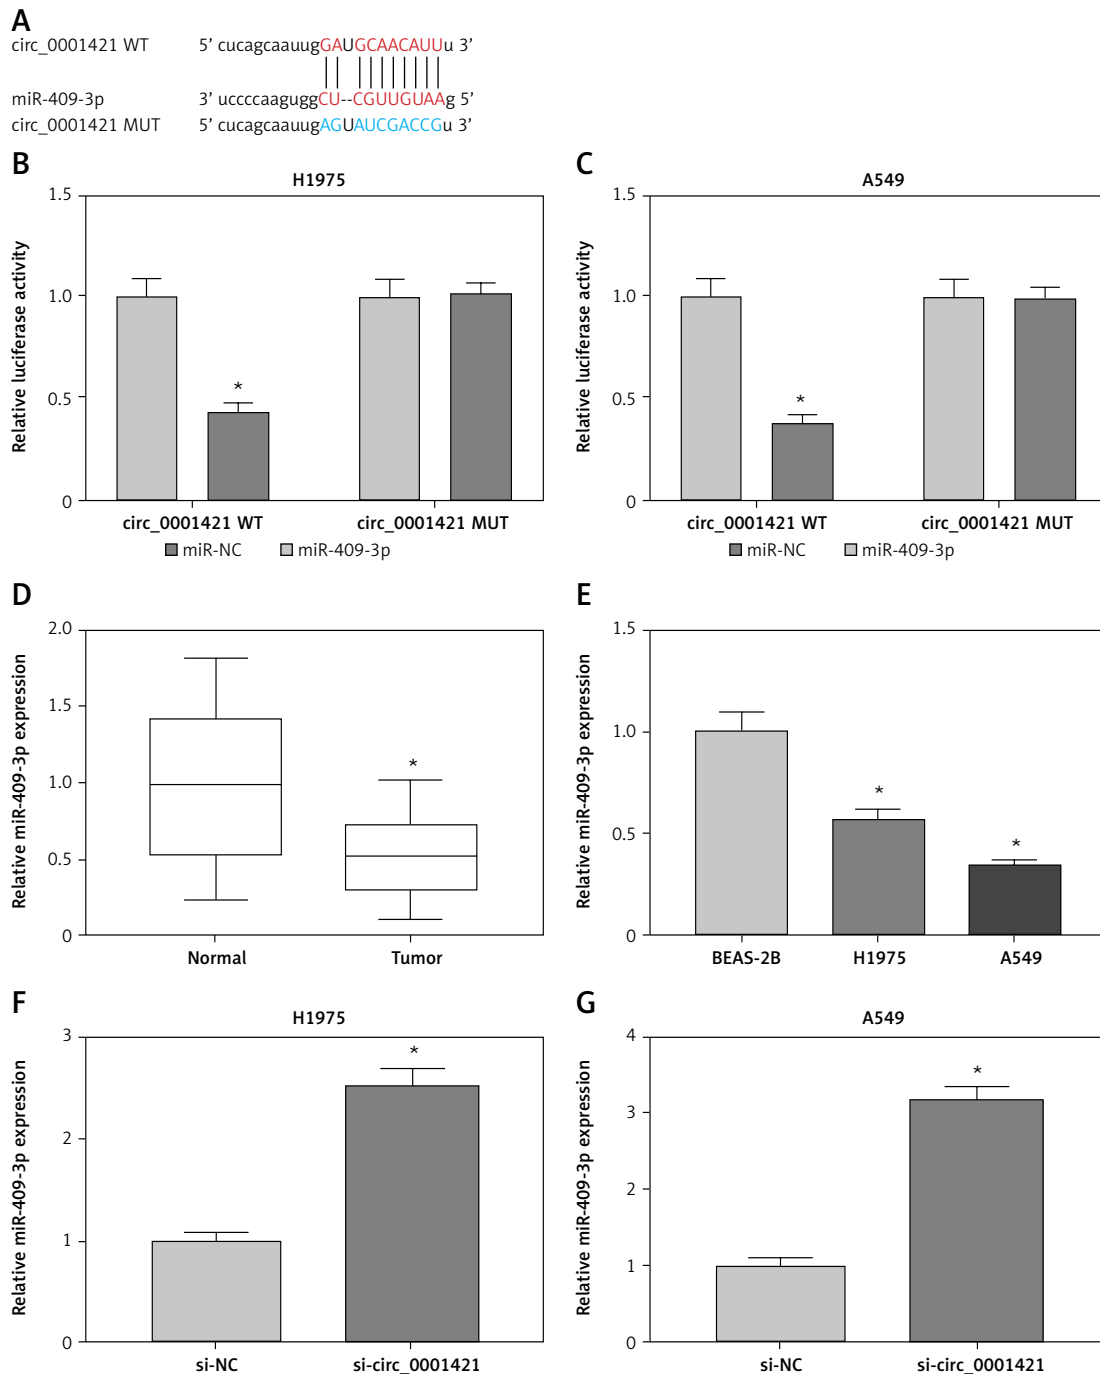 A
circ_0001421 WT 5’ cucagcaauugGAUGCAACAUUu 3’
miR-409-3p 3’ uccccaaguggCU--CGUUGUAAg 5’
circ_0001421 MUT 5’ cucagcaauugAGUAUCGACCGu 3’
B
H1975
Relative luciferase activity
1.5
1.0
0.5
0
*
circ_0001421 WT circ_0001421 MUT
miR-NC miR-409-3p
C
A549
Relative luciferase activity
1.5
1.0
0.5
0
*
circ_0001421 WT circ_0001421 MUT
miR-NC miR-409-3p
D
Relative miR-409-3p expression
2.0
1.5
1.0
0.5
0
*
Normal Tumor
E
Relative miR-409-3p expression
1.5
1.0
0.5
0
*
*
BEAS-2B H1975 A549
F
H1975
Relative miR-409-3p expression
3
2
1
0
*
si-NC si-circ_0001421
G
A549
Relative miR-409-3p expression
4
3
2
1
0
*
si-NC si-circ_0001421